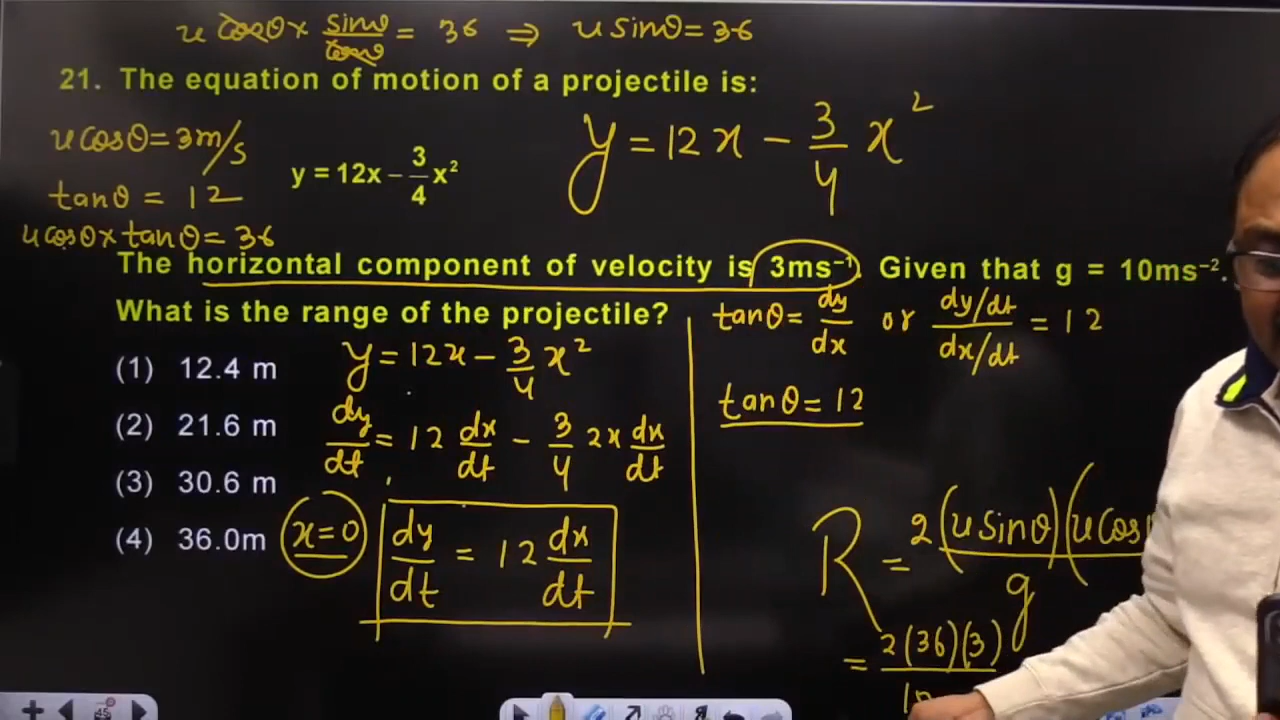 u cosθ × sinθ/cosθ = 36 ⇒ u sinθ = 36
21. The equation of motion of a projectile is:
u cosθ = 3m/s
y = 12x − 3/4 x²
y = 12x − 3/4 x²
tanθ = 12
u cosθ × tanθ = 36
The horizontal component of velocity is 3ms⁻¹. Given that g = 10ms⁻².
What is the range of the projectile?
tanθ = dy/dx or dy/dt / dx/dt = 12
(1) 12.4 m
y = 12x − 3/4 x²
tanθ = 12
(2) 21.6 m
dy/dt = 12 dx/dt − 3/4 2x dx/dt
(3) 30.6 m
(4) 36.0m
x=0
dy/dt = 12 dx/dt
R = 2(u sinθ)(u cos / g
= 2(36)(3) /
45